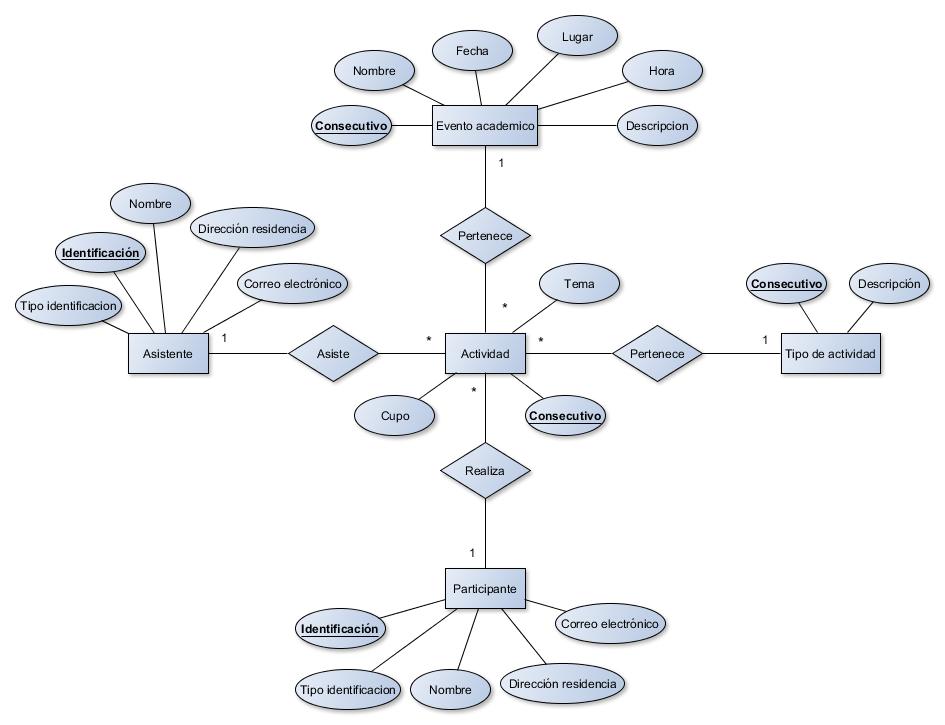 Lugar
Fecha
Nombre
Hora
Consecutivo
Evento academico
Descripcion
1
Nombre
Dirección residencia
Pertenece
Identificación
Correo electrónico
Tema
Consecutivo
Descripción
Tipo identificacion
*
1
*
*
1
Asistente
Asiste
Actividad
Pertenece
Tipo de actividad
*
Cupo
Consecutivo
Realiza
1
Participante
Identificación
Correo electrónico
Tipo identificacion
Nombre
Dirección residencia